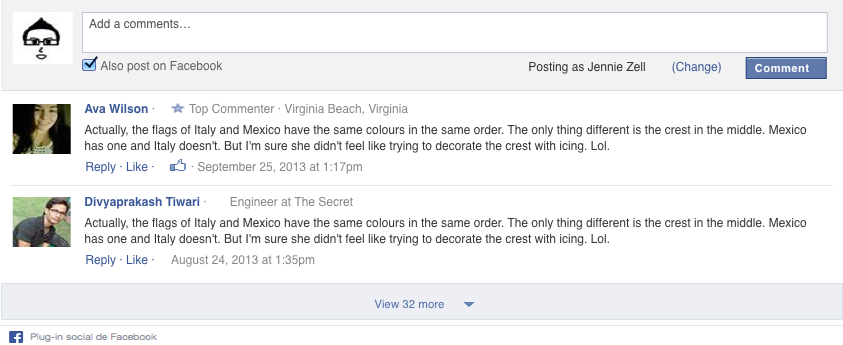 Add a comments…
Also post on Facebook
Posting as Jennie Zell (Change) Comment
Ava Wilson · Top Commenter · Virginia Beach, Virginia
Actually, the flags of Italy and Mexico have the same colours in the same order. The only thing different is the crest in the middle. Mexico
has one and Italy doesn't. But I'm sure she didn't feel like trying to decorate the crest with icing. Lol.
Reply · Like · · September 25, 2013 at 1:17pm
Divyaprakash Tiwari · Engineer at The Secret
Actually, the flags of Italy and Mexico have the same colours in the same order. The only thing different is the crest in the middle. Mexico
has one and Italy doesn't. But I'm sure she didn't feel like trying to decorate the crest with icing. Lol.
Reply · Like · August 24, 2013 at 1:35pm
View 32 more
Plug-in social de Facebook